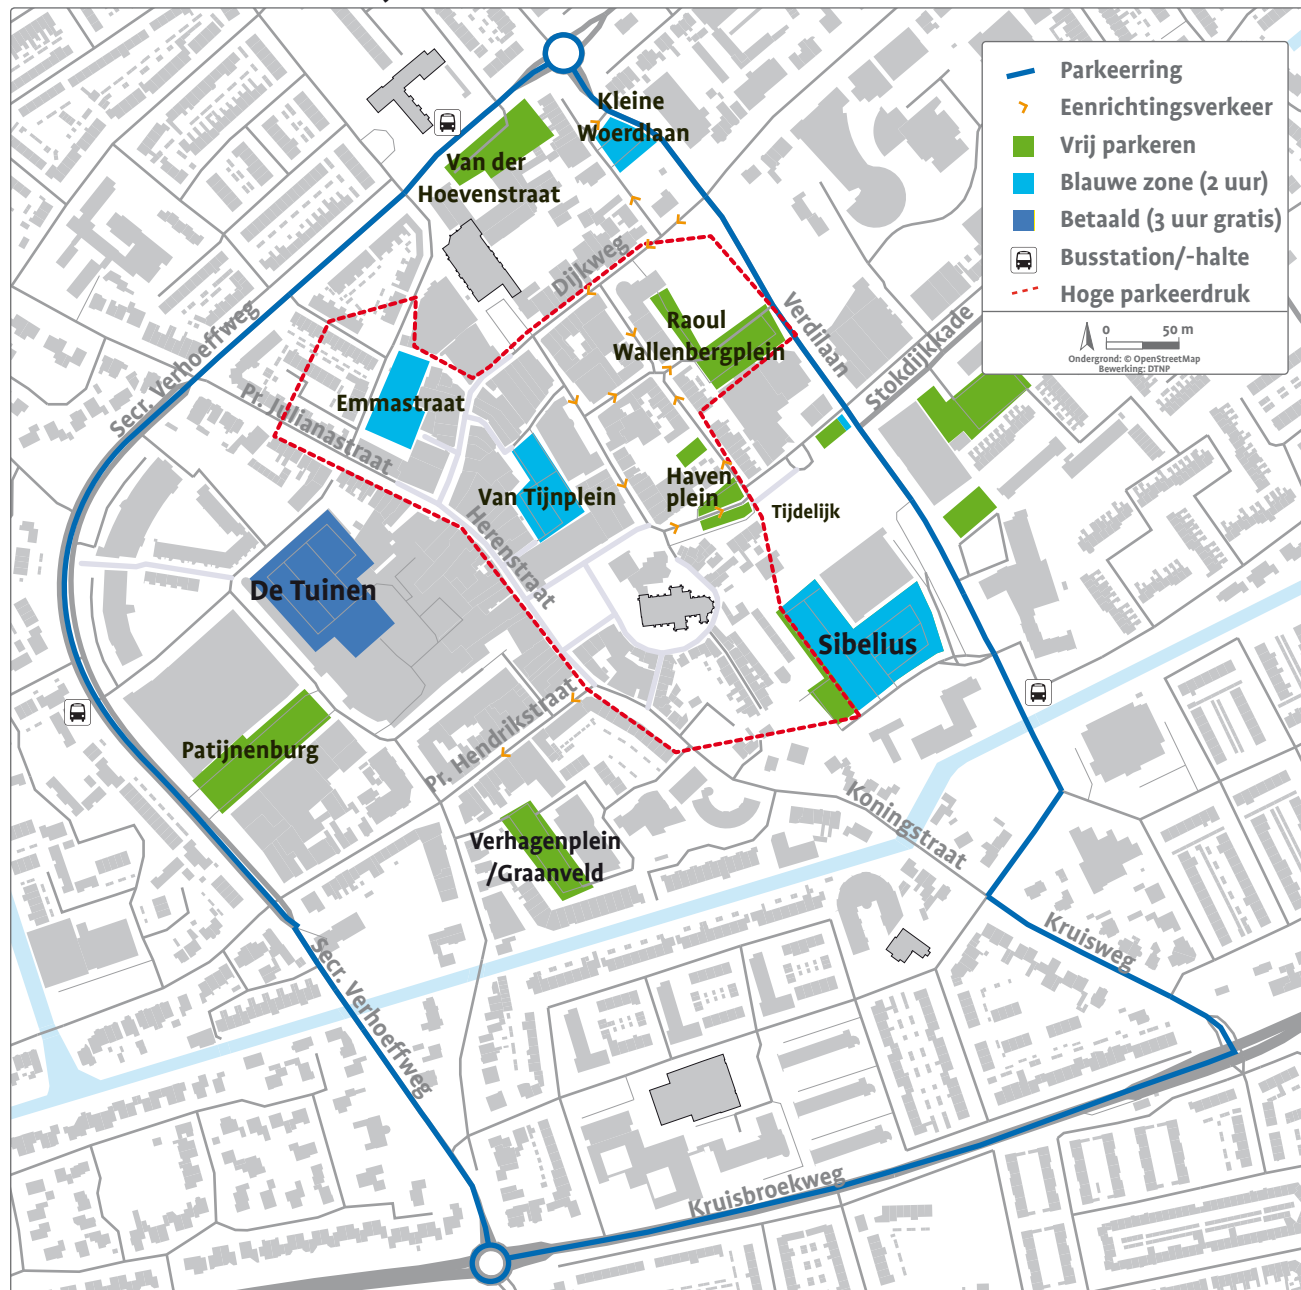 Parkeerring
Eenrichtingsverkeer
Vrij parkeren
Blauwe zone (2 uur)
Betaald (3 uur gratis)
Busstation/-halte
Hoge parkeerdruk
0 50 m
Ondergrond: © OpenStreetMap
Bewerking: DTNP
Kleine
Woerdlaan
Van der
Hoevenstraat
Dijkweg
Secr. Verhoeffweg
Verdilaan
Stokdijkkade
Raoul
Wallenbergplein
Emmastraat
Pr. Julianastraat
Van Tijnplein
Haven
plein
Tijdelijk
Herenstraat
De Tuinen
Sibelius
Pr. Hendrikstraat
Patijnenburg
Koningstraat
Verhagenplein
/Graanveld
Kruisweg
Secr. Verhoeffweg
Kruisbroekweg